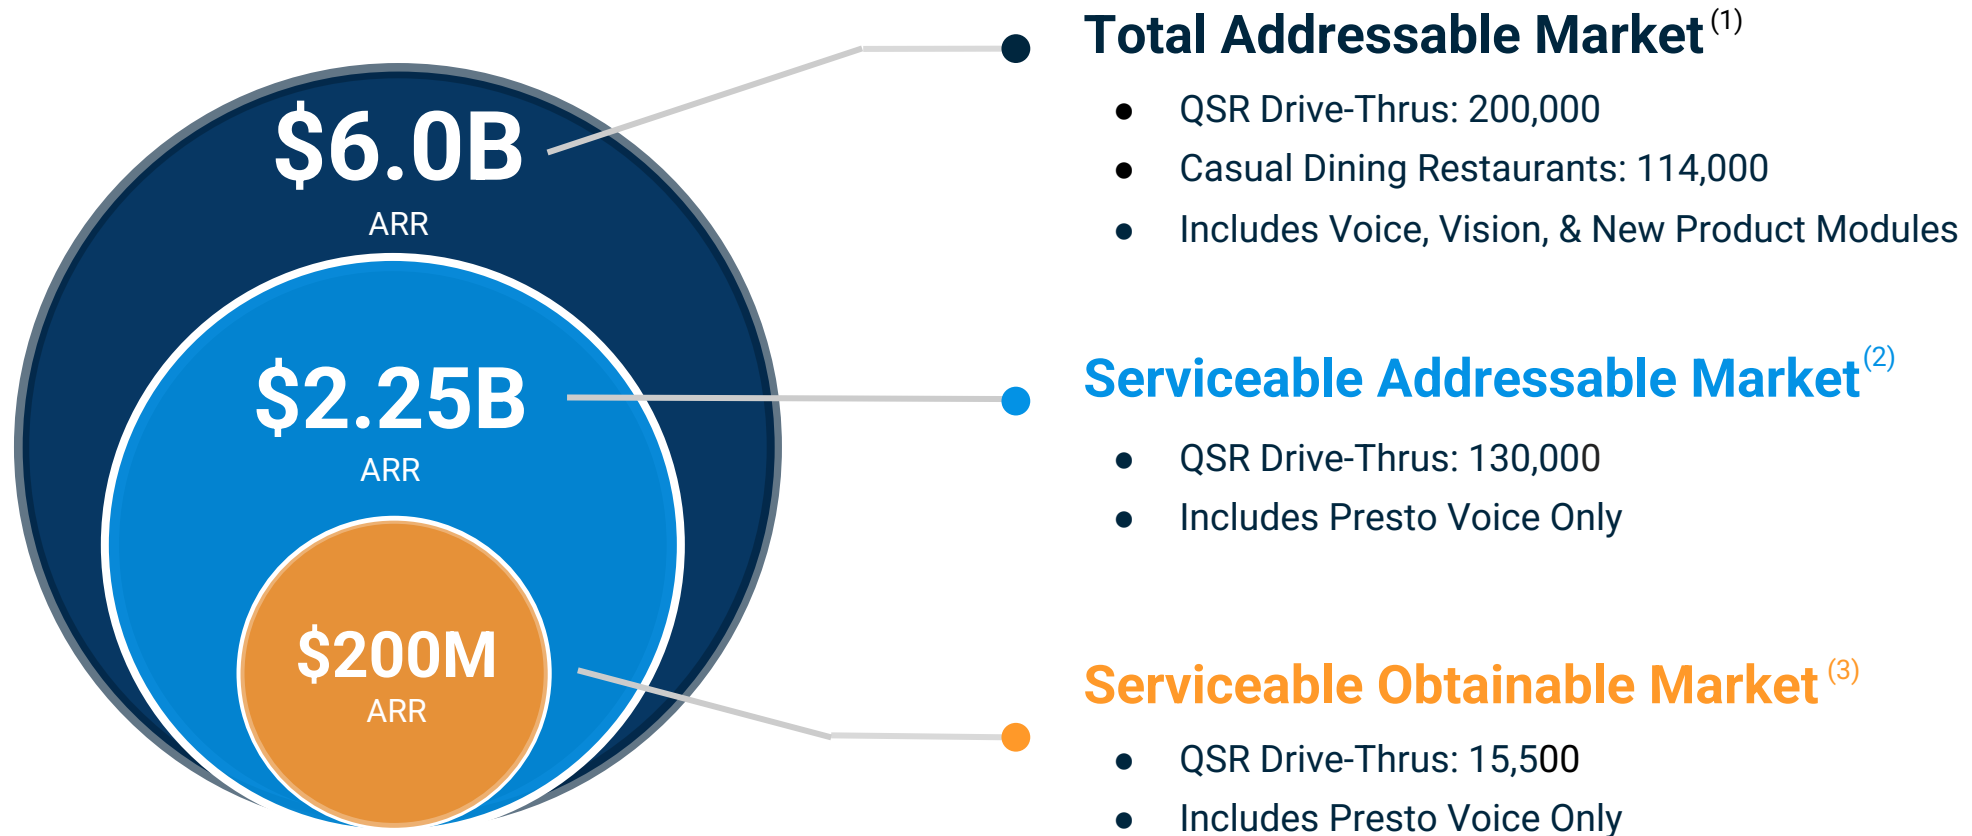 $6.0B
ARR
$2.25B
ARR
$200M
ARR
Total Addressable Market (1)
● QSR Drive-Thrus: 200,000
● Casual Dining Restaurants: 114,000
● Includes Voice, Vision, & New Product Modules
Serviceable Addressable Market (2)
● QSR Drive-Thrus: 130,000
● Includes Presto Voice Only
Serviceable Obtainable Market (3)
● QSR Drive-Thrus: 15,500
● Includes Presto Voice Only